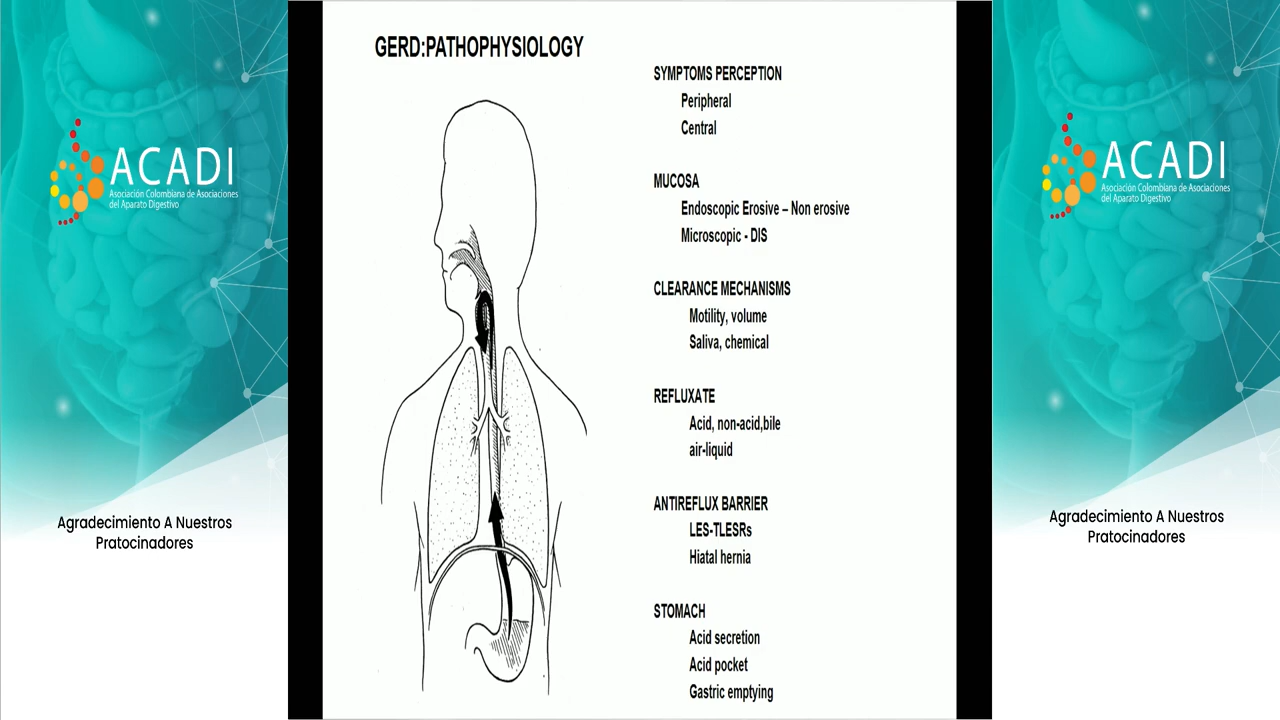 ACADI
Asociación Colombiana de Asociaciones
del Aparato Digestivo
Agradecimiento A Nuestros
Pratocinadores
GERD:PATHOPHYSIOLOGY
SYMPTOMS PERCEPTION
Peripheral
Central
MUCOSA
Endoscopic Erosive – Non erosive
Microscopic - DIS
CLEARANCE MECHANISMS
Motility, volume
Saliva, chemical
REFLUXATE
Acid, non-acid,bile
air-liquid
ANTIREFLUX BARRIER
LES-TLESRs
Hiatal hernia
STOMACH
Acid secretion
Acid pocket
Gastric emptying
ACADI
Asociación Colombiana de Asociaciones
del Aparato Digestivo
Agradecimiento A Nuestros
Pratocinadores